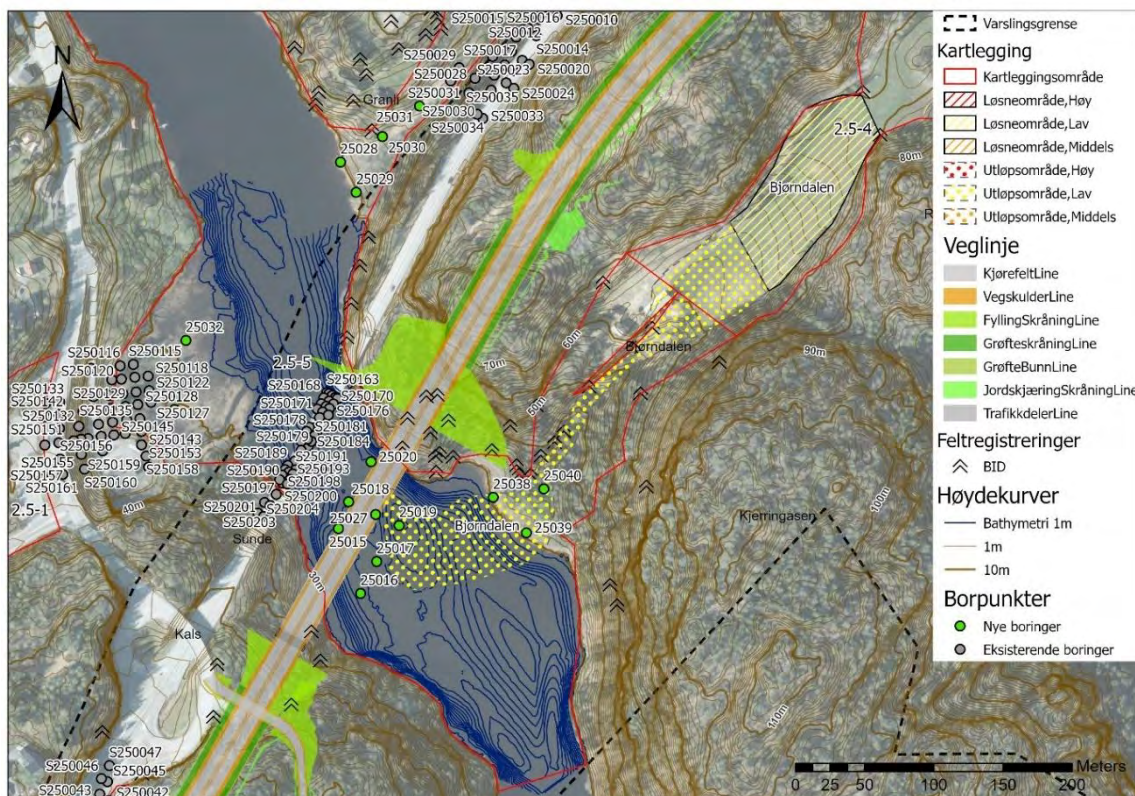 N
S250015
S250016
S250010
S250012
S250029
S250017
S250014
S250028
S250023
S250020
Granli
S250031
S250035
S250024
25031
S250030
S250034
S250033
25030
25028
25029
2.5-4
80m
Bjørndalen
R
25032
S250116
S250115
S250120
S250118
S250133
S250129
S250122
S250142
S250128
S250132
S250135
S250127
S250151
S250145
S250156
S250143
S250155
S250153
S250157
S250159
S250158
S250161
S250160
2.5-1
40m
2.5-5
S250168
S250163
S250171
S250170
S250178
S250176
S250181
S250179
S250184
S250189
S250191
S250190
S250193
S250197
S250198
S250200
S250201
S250204
S250203
Sunde
70m
60m
50m
Bjørndalen
90m
25020
25018
25038
25040
25027
25019
Bjørndalen
25039
25015
25017
25016
30m
Kjerringåsen
100m
110m
Kals
S250047
S250046
S250045
S250043
S250042
Varslingsgrense
Kartlegging
Kartleggingsområde
Løsneområde,Høy
Løsneområde,Lav
Løsneområde,Middels
Utløpsområde,Høy
Utløpsområde,Lav
Utløpsområde,Middels
Veglinje
KjørefeltLine
VegskulderLine
FyllingSkråningLine
GrøfteskråningLine
GrøfteBunnLine
JordskjæringSkråningLine
TrafikkdelerLine
Feltregistreringer
BID
Høydekurver
Bathymetri 1m
1m
10m
Borpunkter
Nye boringer
Eksisterende boringer
Meters
0 50 100 150 200